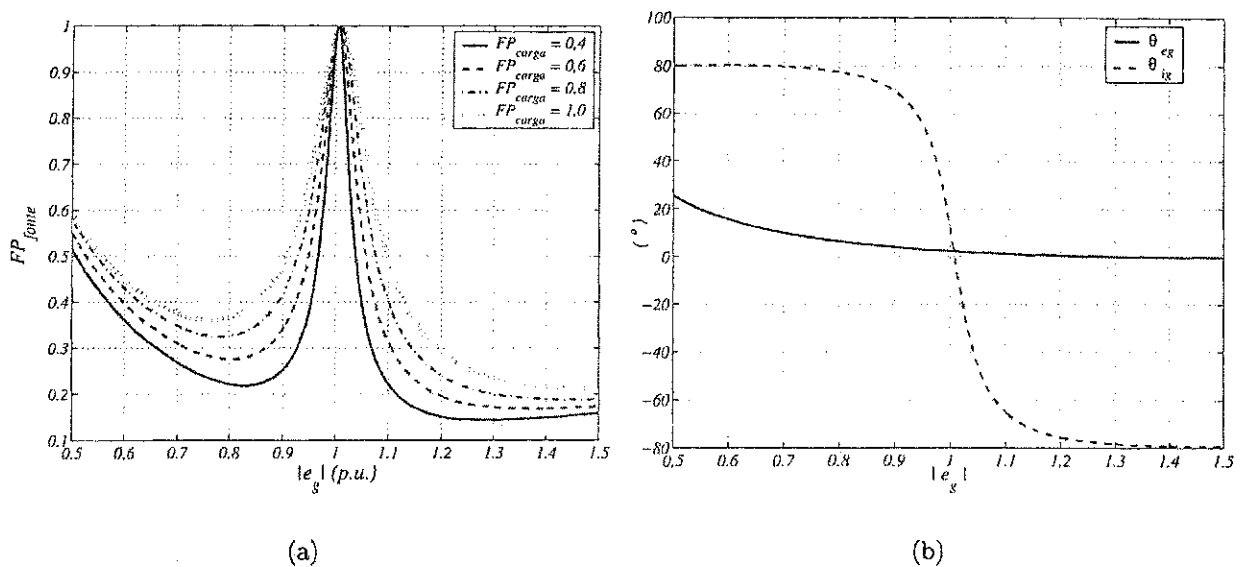 FP_carga = 0,4
FP_carga = 0,6
FP_carga = 0,8
FP_carga = 1,0
1
0.9
0.8
0.7
0.6
0.5
0.4
0.3
0.2
0.1
FP_fonte
0.5 0.6 0.7 0.8 0.9 1 1.1 1.2 1.3 1.4 1.5
|e_g| (p.u.)
(a)
θ_eg
θ_ig
100
80
60
40
20
0
−20
−40
−60
−80
(°)
0.5 0.6 0.7 0.8 0.9 1 1.1 1.2 1.3 1.4 1.5
|e_g|
(b)